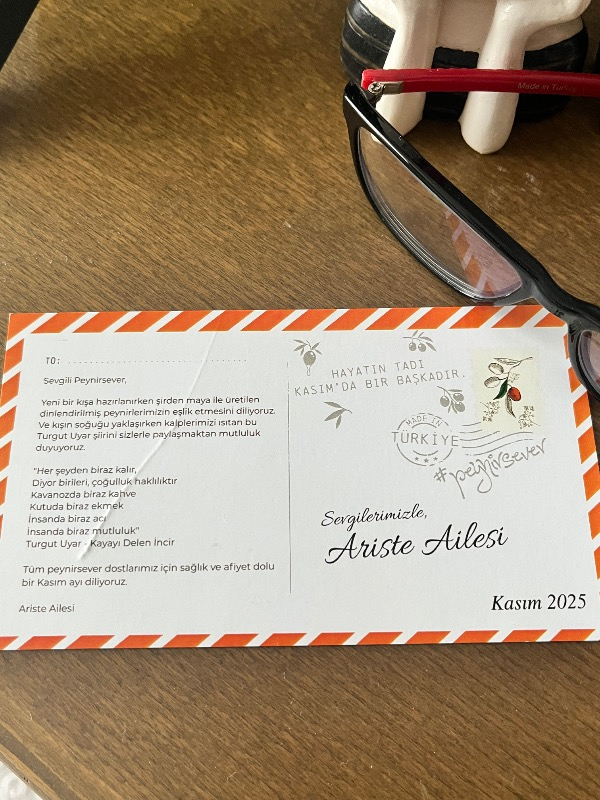 Made in Turkey
TO: ........................................
Sevgili Peynirsever,
Yeni bir kışa hazırlanırken şirden maya ile üretilen
dinlendirilmiş peynirlerimizin eşlik etmesini diliyoruz.
Ve kışın soğuğu yaklaşırken kalplerimizi ısıtan bu
Turgut Uyar şiirini sizlerle paylaşmaktan mutluluk
duyuyoruz.
"Her şeyden biraz kalır,
Diyor birileri, çoğulluk haklılıktır
Kavanozda biraz kahve
Kutuda biraz ekmek
İnsanda biraz acı
İnsanda biraz mutluluk"
Turgut Uyar - Kayayı Delen İncir
Tüm peynirsever dostlarımız için sağlık ve afiyet dolu
bir Kasım ayı diliyoruz.
Ariste Ailesi
HAYATIN TADI
KASIM'DA BİR BAŞKADIR.
MADE IN
TÜRKİYE
#peynirsever
Sevgilerimizle,
Ariste Ailesi
Kasım 2025